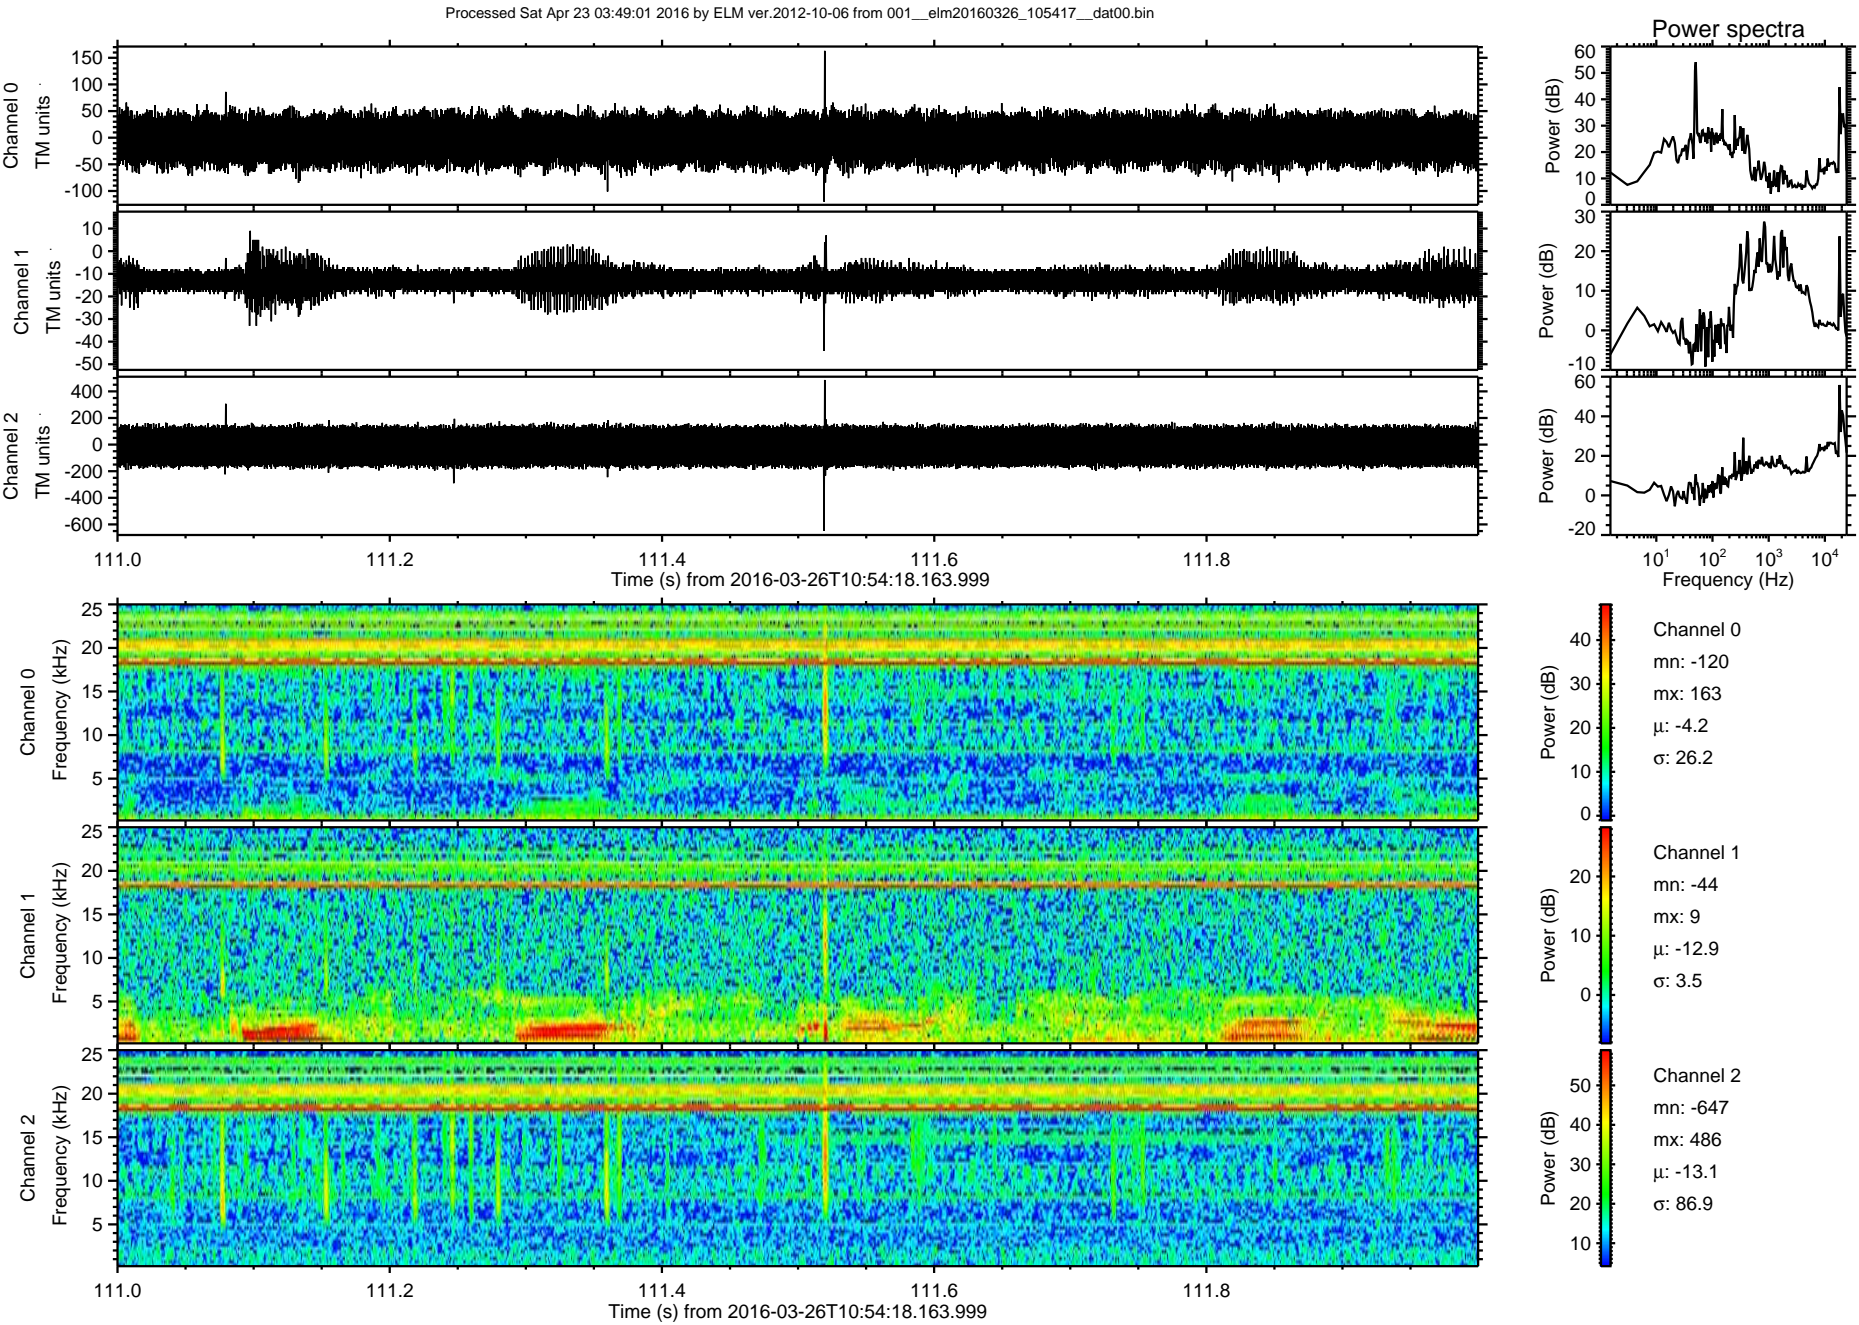 Processed Sat Apr 23 03:49:01 2016 by ELM ver.2012-10-06 from 001__elm20160326_105417__dat00.bin
Power spectra
Channel 0
TM units
150
100
50
0
-50
-100
Power (dB)
60
50
40
30
20
10
0
Channel 1
TM units
10
0
-10
-20
-30
-40
-50
Power (dB)
30
20
10
0
-10
Channel 2
TM units
400
200
0
-200
-400
-600
Power (dB)
60
40
20
0
-20
111.0 111.2 111.4 111.6 111.8
Time (s) from 2016-03-26T10:54:18.163.999
10^1 10^2 10^3 10^4
Frequency (Hz)
Channel 0
Frequency (kHz)
25
20
15
10
5
Power (dB)
40
30
20
10
0
Channel 0
mn: -120
mx: 163
μ: -4.2
σ: 26.2
Channel 1
Frequency (kHz)
25
20
15
10
5
Power (dB)
20
10
0
Channel 1
mn: -44
mx: 9
μ: -12.9
σ: 3.5
Channel 2
Frequency (kHz)
25
20
15
10
5
Power (dB)
50
40
30
20
10
Channel 2
mn: -647
mx: 486
μ: -13.1
σ: 86.9
111.0 111.2 111.4 111.6 111.8
Time (s) from 2016-03-26T10:54:18.163.999